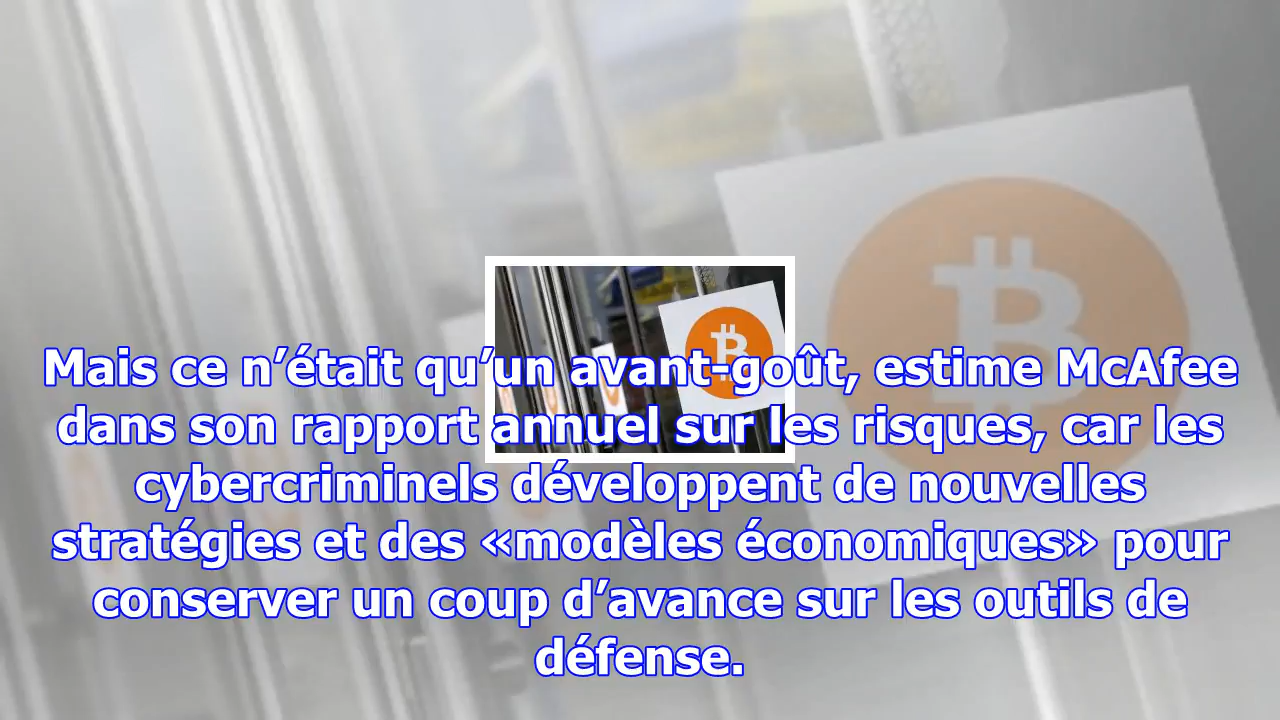 Mais ce n’était qu’un avant-goût, estime McAfee
dans son rapport annuel sur les risques, car les
cybercriminels développent de nouvelles
stratégies et des «modèles économiques» pour
conserver un coup d’avance sur les outils de
défense.